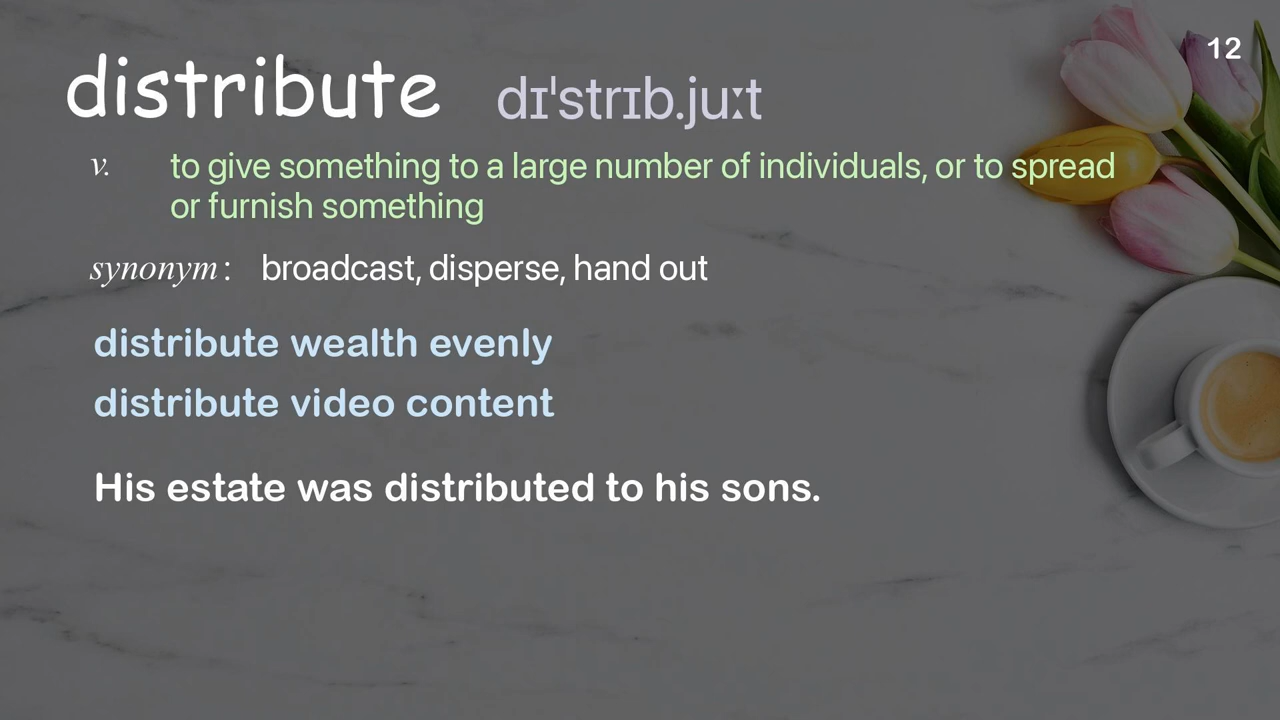 12
distribute dɪˈstrɪb.juːt
v. to give something to a large number of individuals, or to spread
or furnish something
synonym : broadcast, disperse, hand out
distribute wealth evenly
distribute video content
His estate was distributed to his sons.